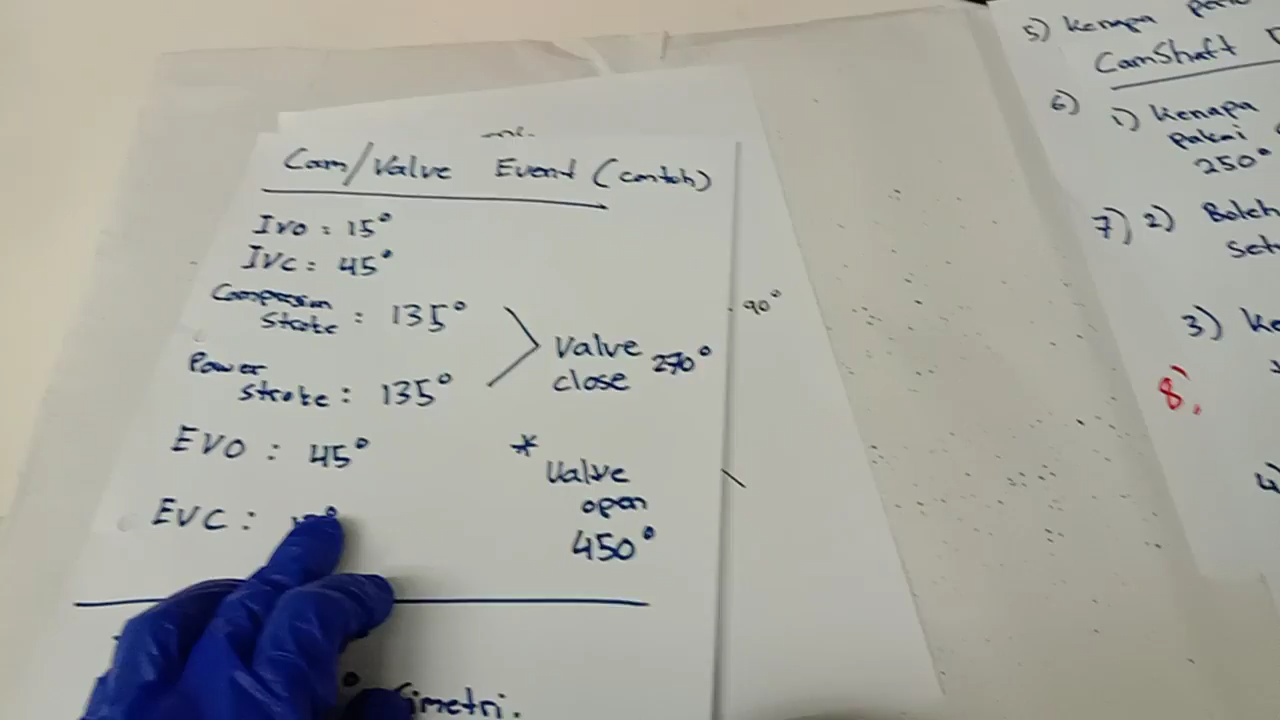 Cam/Valve Event (contoh)
IVO : 15°
IVC : 45°
Compression
Stroke : 135°
Power
Stroke : 135°
Valve
close 270°
EVO : 45°
EVC :
*
Valve
open
450°
Simetri.
90°
5) Kenapa
CamShaft
6) 1) Kenapa
pakai
250°
7) 2) Boleh
3)
8.
4)